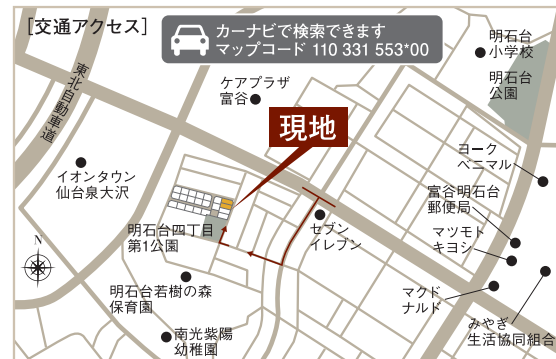 [交通アクセス]
カーナビで検索できます
マップコード 110 331 553*00
明石台
小学校
明石台
公園
東北自動車道
ケアプラザ
富谷
現地
イオンタウン
仙台泉大沢
ヨーク
ベニマル
富谷明石台
郵便局
セブン
イレブン
マツモト
キヨシ
明石台四丁目
第1公園
N
明石台若樹の森
保育園
マクド
ナルド
みやぎ
生活協同組合
南光紫陽
幼稚園